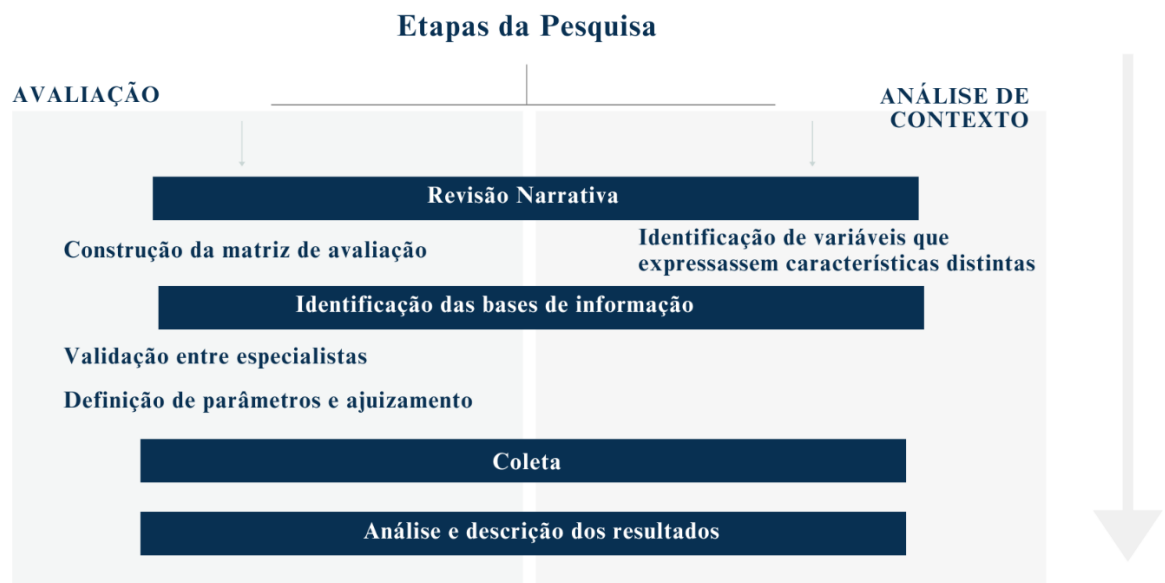 Etapas da Pesquisa
AVALIAÇÃO
ANÁLISE DE
CONTEXTO
Revisão Narrativa
Construção da matriz de avaliação
Identificação de variáveis que
expressassem características distintas
Identificação das bases de informação
Validação entre especialistas
Definição de parâmetros e ajuizamento
Coleta
Análise e descrição dos resultados